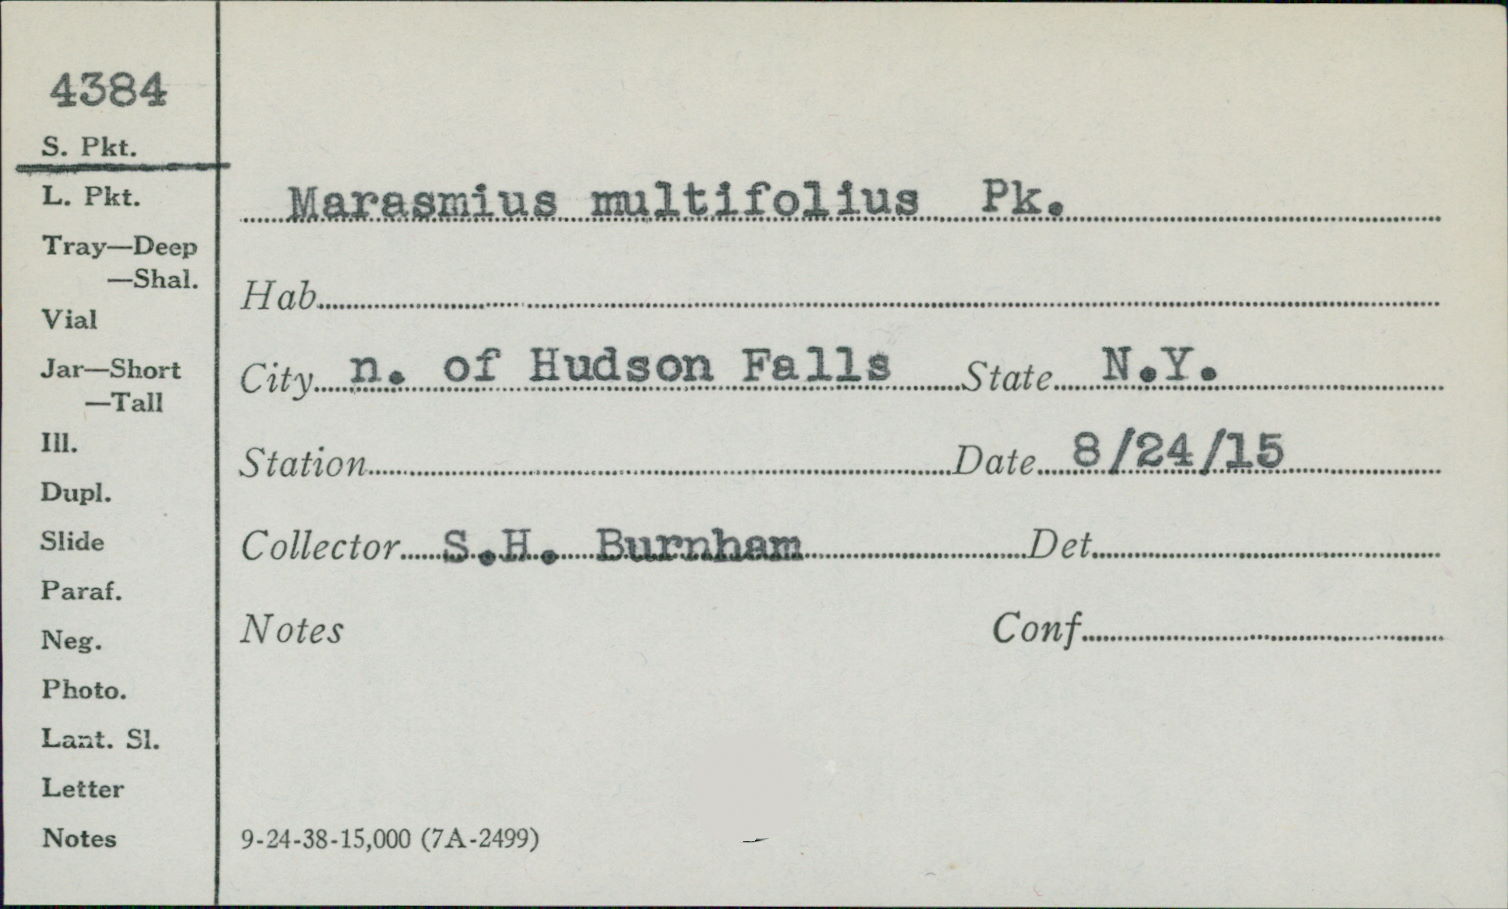 4384
S. Pkt.
L. Pkt.
Tray—Deep
—Shal.
Vial
Jar—Short
—Tall
Ill.
Dupl.
Slide
Paraf.
Neg.
Photo.
Lant. Sl.
Letter
Notes
Marasmius multifolius Pk.
Hab
City n. of Hudson Falls State N.Y.
Station Date 8/24/15
Collector S.H. Burnham Det.
Notes Conf.
9-24-38-15,000 (7A-2499)